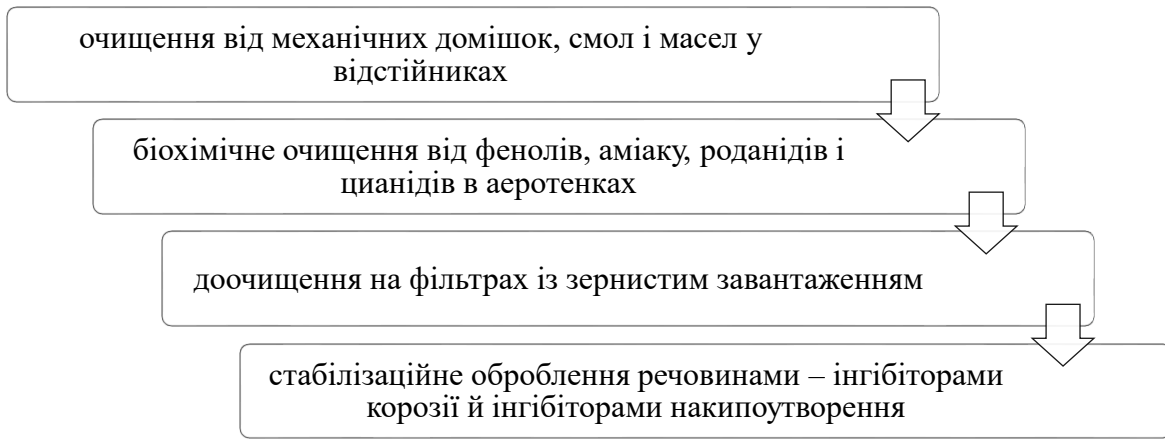 очищення від механічних домішок, смол і масел у
відстійниках
біохімічне очищення від фенолів, аміаку, роданідів і
цианідів в аеротенках
доочищення на фільтрах із зернистим завантаженням
стабілізаційне оброблення речовинами – інгібіторами
корозії й інгібіторами накипоутворення